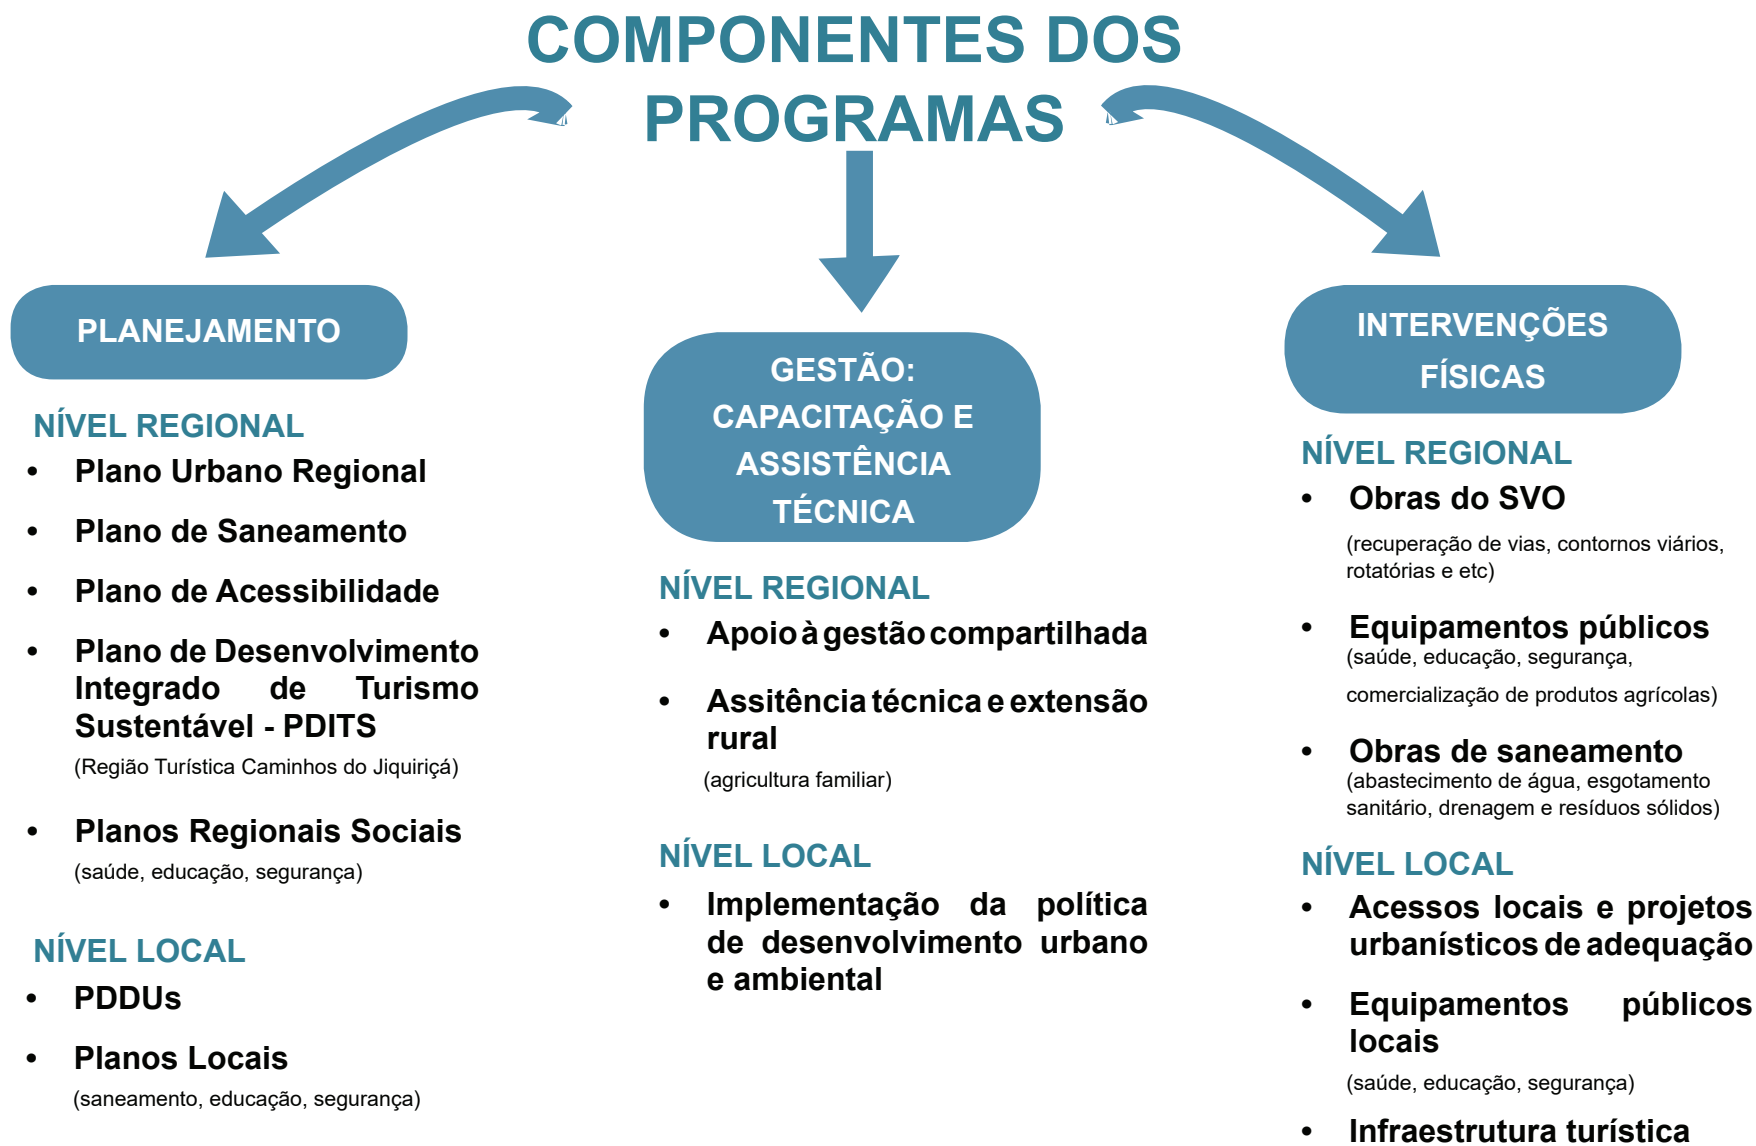 COMPONENTES DOS
PROGRAMAS
PLANEJAMENTO
NÍVEL REGIONAL
• Plano Urbano Regional
• Plano de Saneamento
• Plano de Acessibilidade
• Plano de Desenvolvimento
Integrado de Turismo
Sustentável - PDITS
(Região Turística Caminhos do Jiquiriçá)
• Planos Regionais Sociais
(saúde, educação, segurança)
NÍVEL LOCAL
• PDDUs
• Planos Locais
(saneamento, educação, segurança)
GESTÃO:
CAPACITAÇÃO E
ASSISTÊNCIA
TÉCNICA
NÍVEL REGIONAL
• Apoio à gestão compartilhada
• Assitência técnica e extensão
rural
(agricultura familiar)
NÍVEL LOCAL
• Implementação da política
de desenvolvimento urbano
e ambiental
INTERVENÇÕES
FÍSICAS
NÍVEL REGIONAL
• Obras do SVO
(recuperação de vias, contornos viários,
rotatórias e etc)
• Equipamentos públicos
(saúde, educação, segurança,
comercialização de produtos agrícolas)
• Obras de saneamento
(abastecimento de água, esgotamento
sanitário, drenagem e resíduos sólidos)
NÍVEL LOCAL
• Acessos locais e projetos
urbanísticos de adequação
• Equipamentos públicos
locais
(saúde, educação, segurança)
• Infraestrutura turística